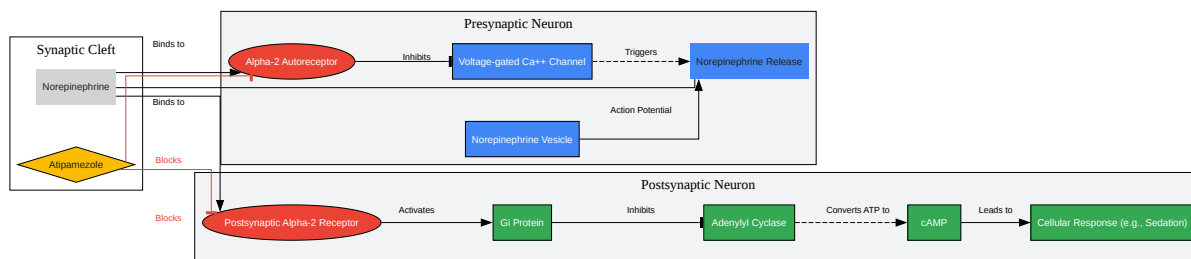 Presynaptic Neuron
Synaptic Cleft
Binds to
Alpha-2 Autoreceptor
Inhibits
Voltage-gated Ca++ Channel
Triggers
Norepinephrine Release
Norepinephrine
Binds to
Action Potential
Norepinephrine Vesicle
Atipamezole
Blocks
Postsynaptic Neuron
Blocks
Postsynaptic Alpha-2 Receptor
Activates
Gi Protein
Inhibits
Adenylyl Cyclase
Converts ATP to
cAMP
Leads to
Cellular Response (e.g., Sedation)